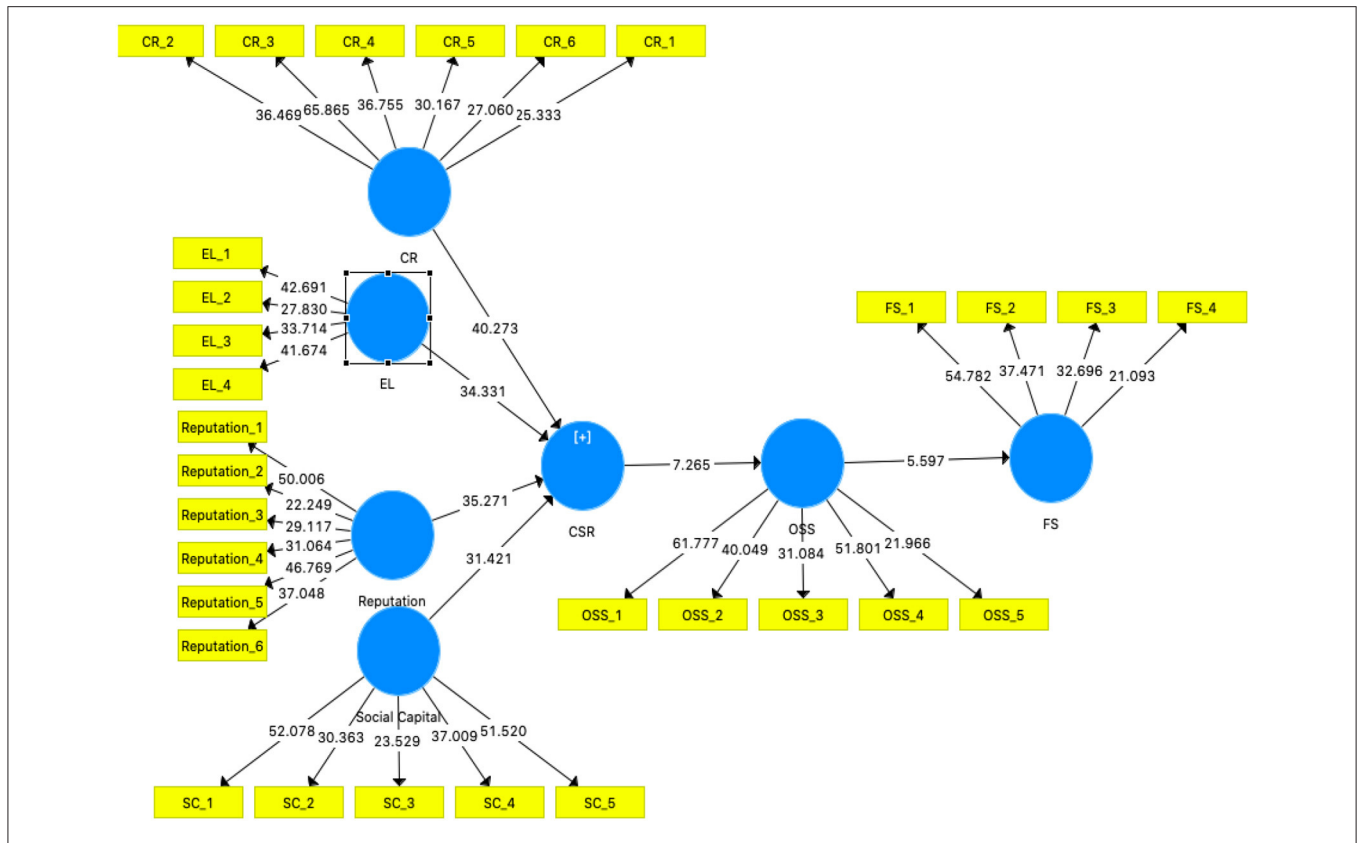 CR_2 CR_3 CR_4 CR_5 CR_6 CR_1
36.469 65.865 36.755 30.167 27.060 25.333
CR
EL_1
EL_2
EL_3
EL_4
42.691
27.830
33.714
41.674
EL
40.273
34.331
FS_1 FS_2 FS_3 FS_4
54.782 37.471 32.696 21.093
FS
Reputation_1
Reputation_2
Reputation_3
Reputation_4
Reputation_5
Reputation_6
50.006
22.249
29.117
31.064
46.769
37.048
Reputation
35.271
31.421
[+]
CSR
7.265
OSS
5.597
61.777 40.049 31.084 51.801 21.966
OSS_1 OSS_2 OSS_3 OSS_4 OSS_5
Social Capital
52.078 30.363 23.529 37.009 51.520
SC_1 SC_2 SC_3 SC_4 SC_5